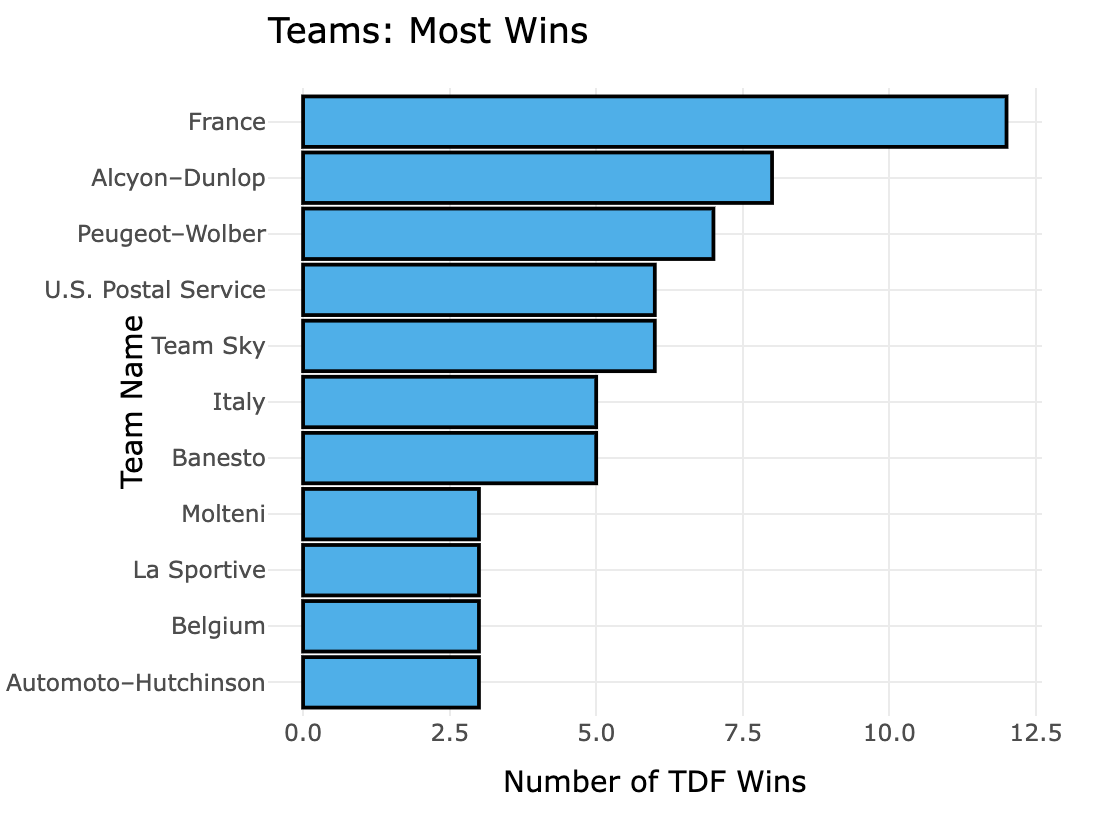 Teams: Most Wins
France
Alcyon–Dunlop
Peugeot–Wolber
U.S. Postal Service
Team Sky
Italy
Banesto
Molteni
La Sportive
Belgium
Automoto–Hutchinson
Team Name
0.0 2.5 5.0 7.5 10.0 12.5
Number of TDF Wins